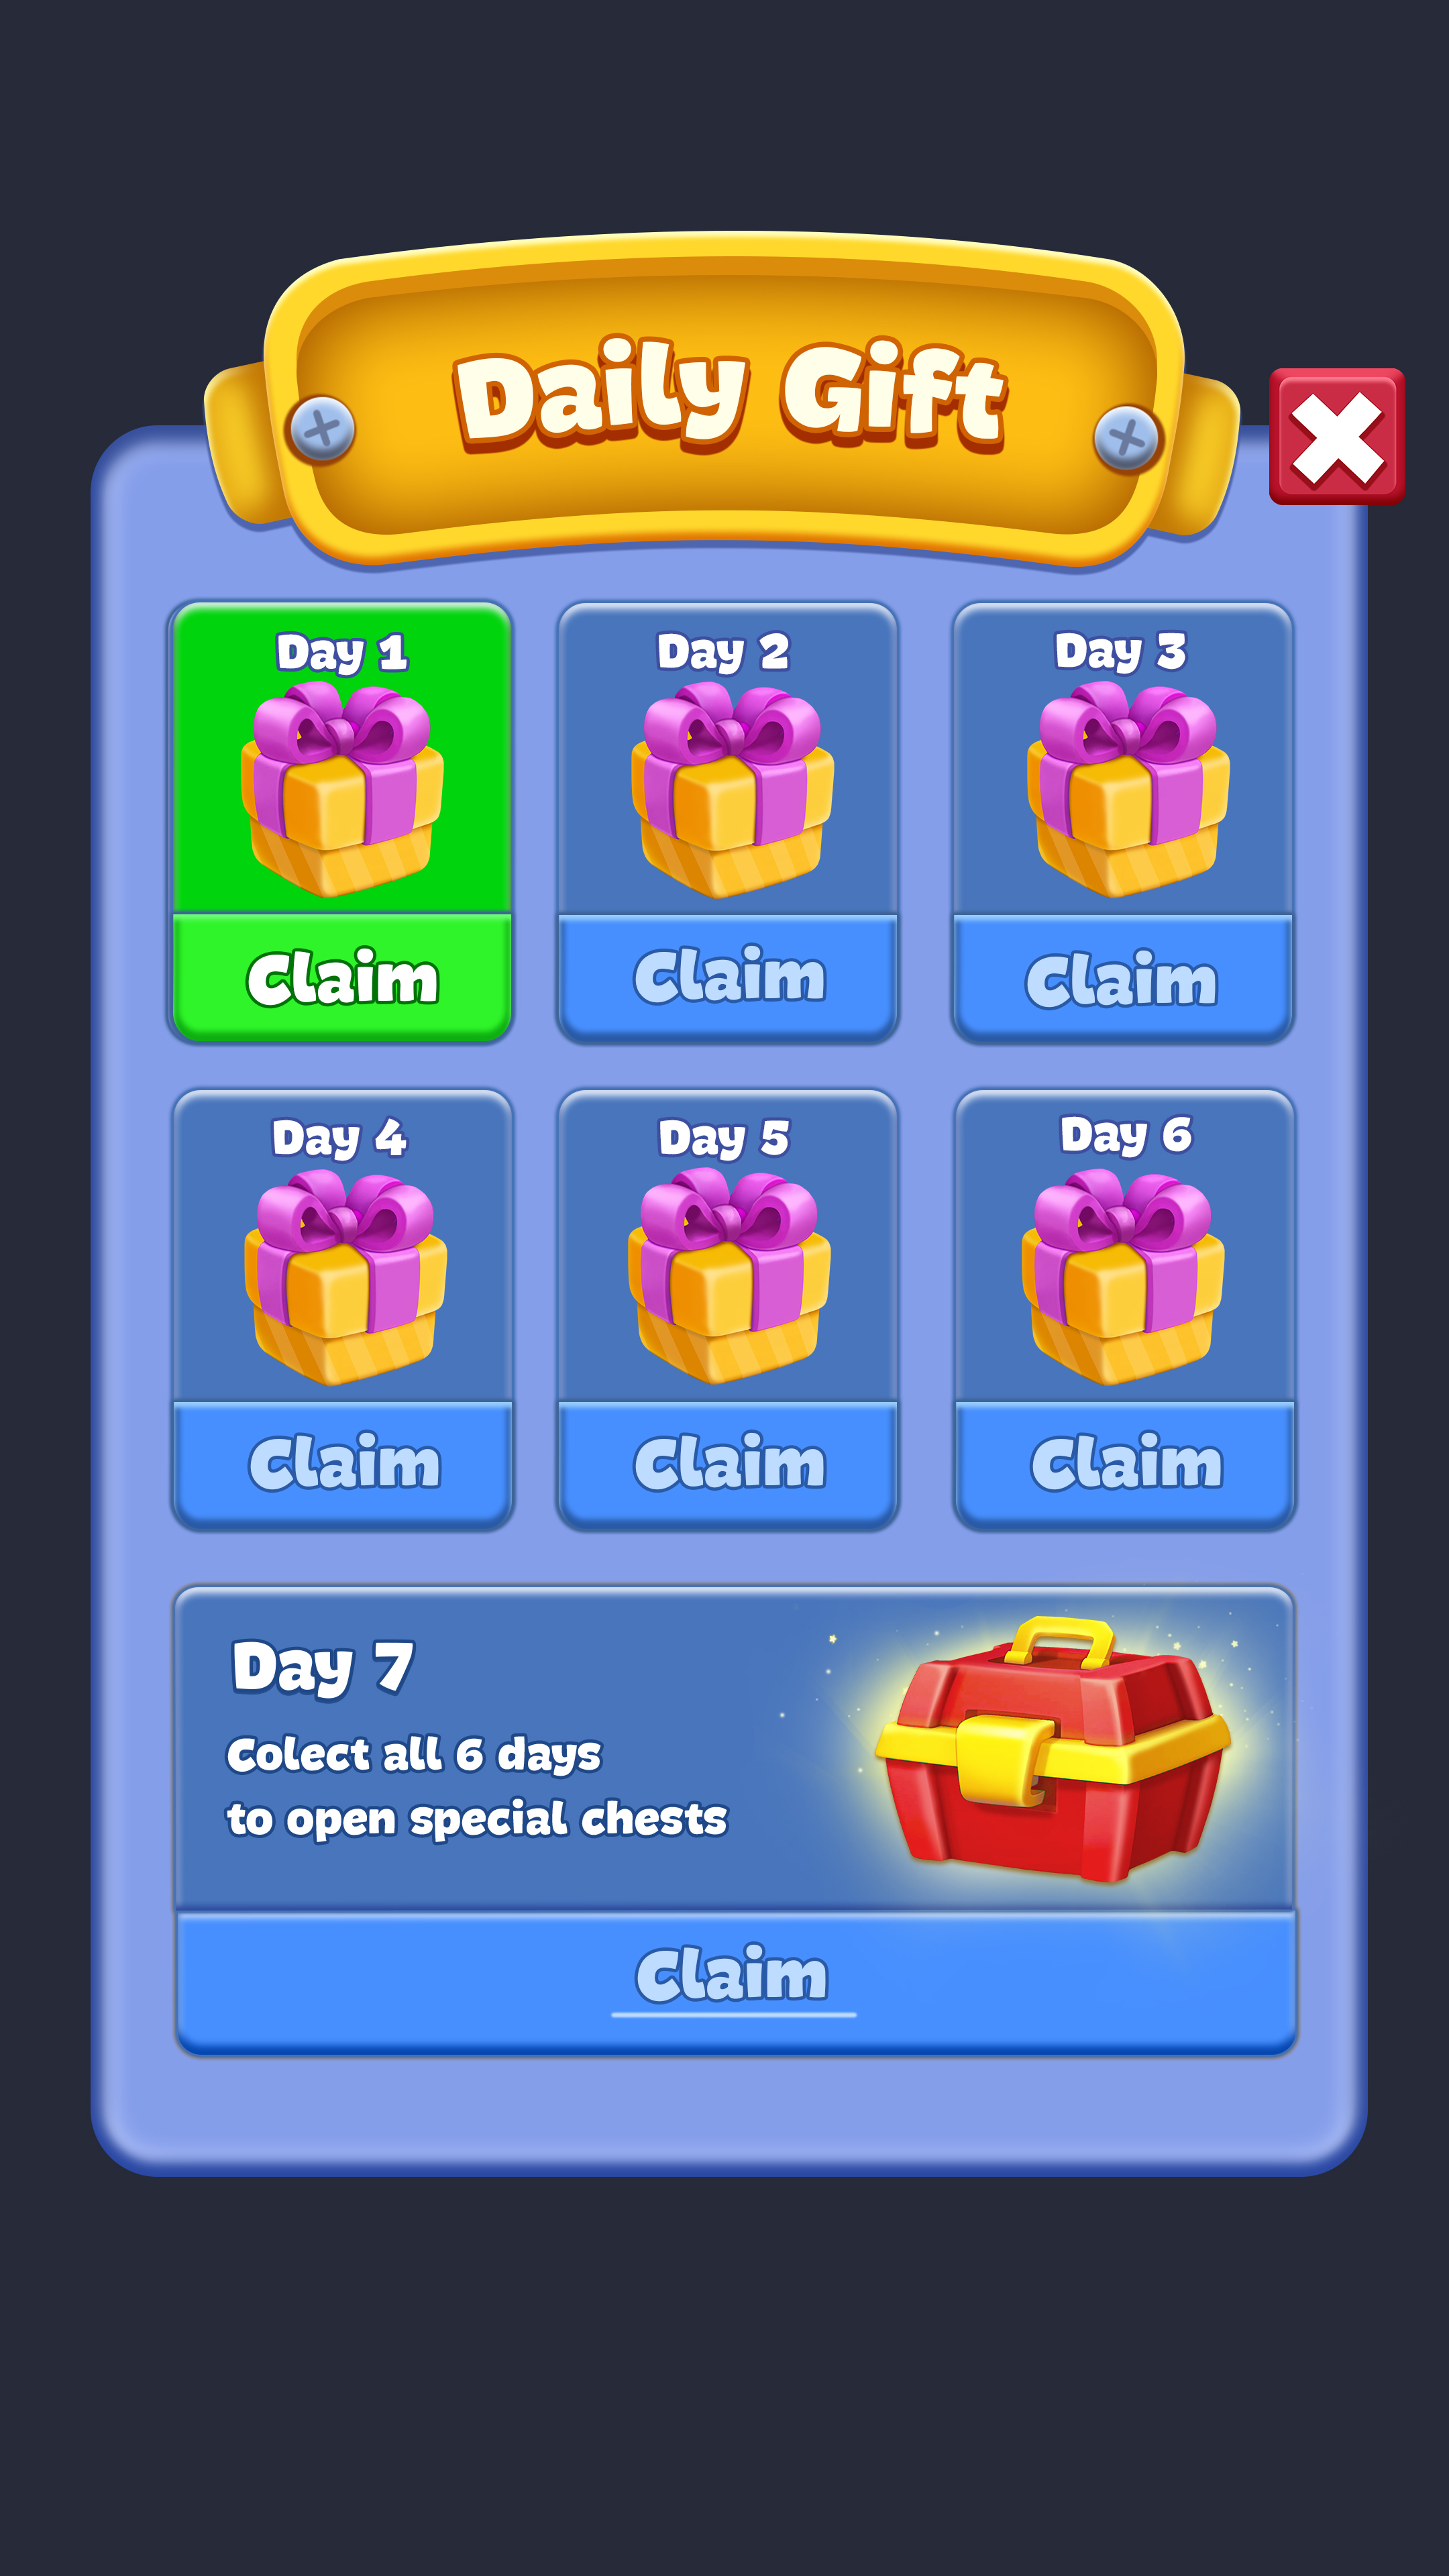 Daily Gift
Day 1
Day 2
Day 3
Claim
Claim
Claim
Day 4
Day 5
Day 6
Claim
Claim
Claim
Day 7
Colect all 6 days
to open special chests
Claim